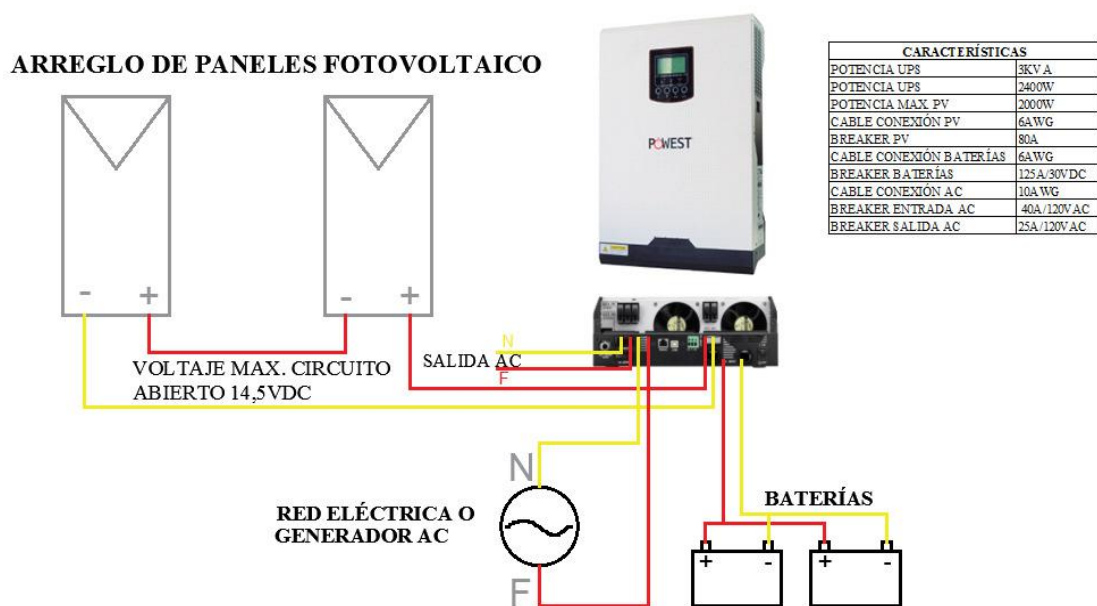 ARREGLO DE PANELES FOTOVOLTAICO
- + - +
VOLTAJE MAX. CIRCUITO
ABIERTO 14,5VDC
POWEST
CARACTERÍSTICAS
POTENCIA UPS 3KVA
POTENCIA UPS 2400W
POTENCIA MAX. PV 2000W
CABLE CONEXIÓN PV 6AWG
BREAKER PV 80A
CABLE CONEXIÓN BATERÍAS 6AWG
BREAKER BATERÍAS 125A/30VDC
CABLE CONEXIÓN AC 10AWG
BREAKER ENTRADA AC 40A/120VAC
BREAKER SALIDA AC 25A/120VAC
N
SALIDA AC
F
N
RED ELÉCTRICA O
GENERADOR AC
F
BATERÍAS
+ - + -